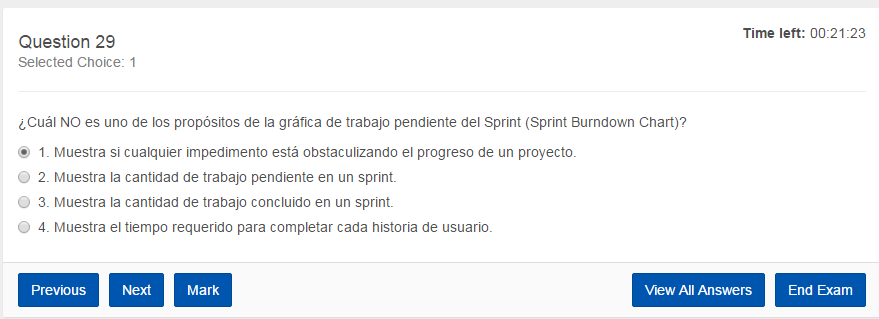 Question 29
Time left: 00:21:23
Selected Choice: 1
¿Cuál NO es uno de los propósitos de la gráfica de trabajo pendiente del Sprint (Sprint Burndown Chart)?
1. Muestra si cualquier impedimento está obstaculizando el progreso de un proyecto.
2. Muestra la cantidad de trabajo pendiente en un sprint.
3. Muestra la cantidad de trabajo concluido en un sprint.
4. Muestra el tiempo requerido para completar cada historia de usuario.
Previous Next Mark View All Answers End Exam